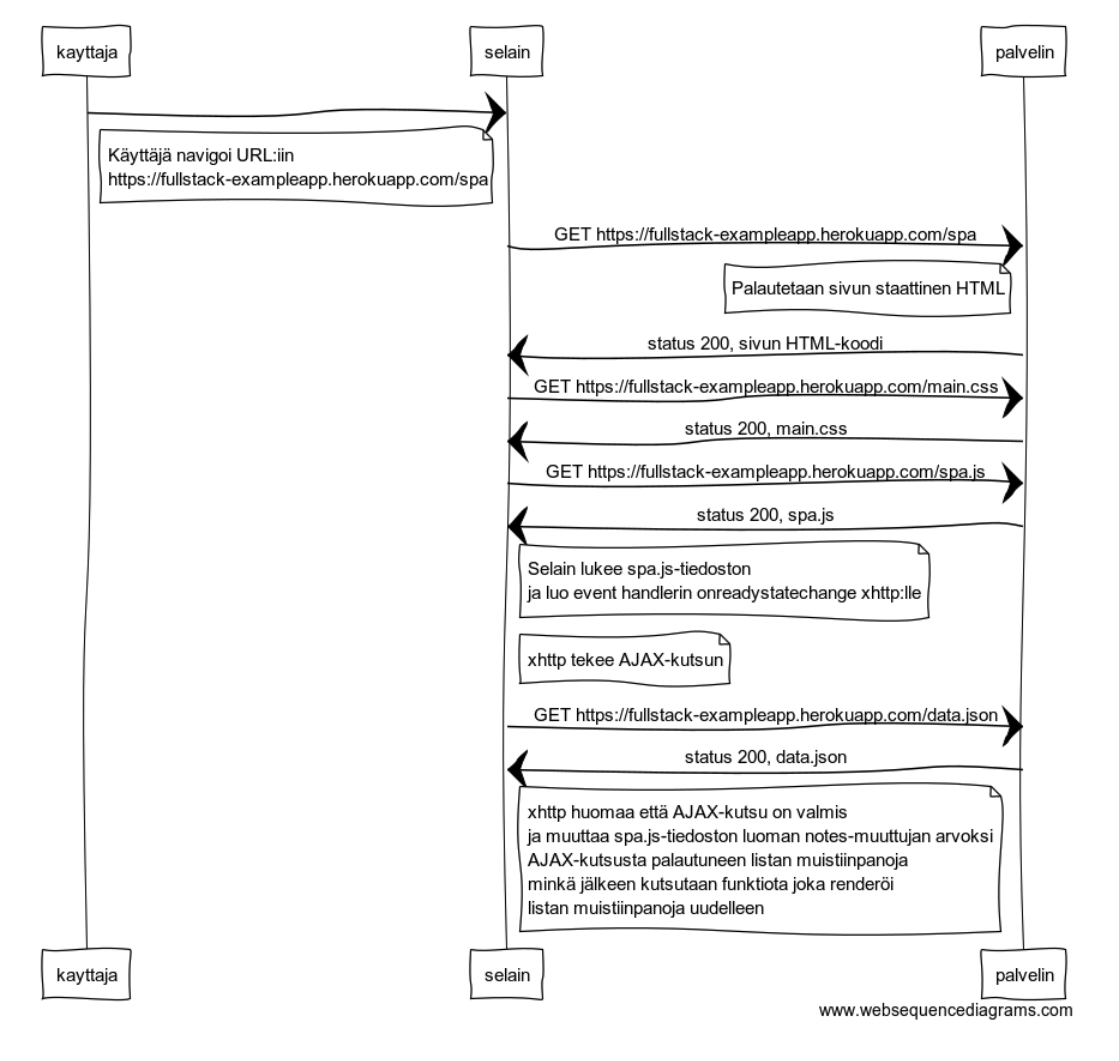 kayttaja
selain
palvelin
Käyttäjä navigoi URL:iin
https://fullstack-exampleapp.herokuapp.com/spa
GET https://fullstack-exampleapp.herokuapp.com/spa
Palautetaan sivun staattinen HTML
status 200, sivun HTML-koodi
GET https://fullstack-exampleapp.herokuapp.com/main.css
status 200, main.css
GET https://fullstack-exampleapp.herokuapp.com/spa.js
status 200, spa.js
Selain lukee spa.js-tiedoston
ja luo event handlerin onreadystatechange xhttp:lle
xhttp tekee AJAX-kutsun
GET https://fullstack-exampleapp.herokuapp.com/data.json
status 200, data.json
xhttp huomaa että AJAX-kutsu on valmis
ja muuttaa spa.js-tiedoston luoman notes-muuttujan arvoksi
AJAX-kutsusta palautuneen listan muistiinpanoja
minkä jälkeen kutsutaan funktiota joka renderöi
listan muistiinpanoja uudelleen
kayttaja
selain
palvelin
www.websequencediagrams.com